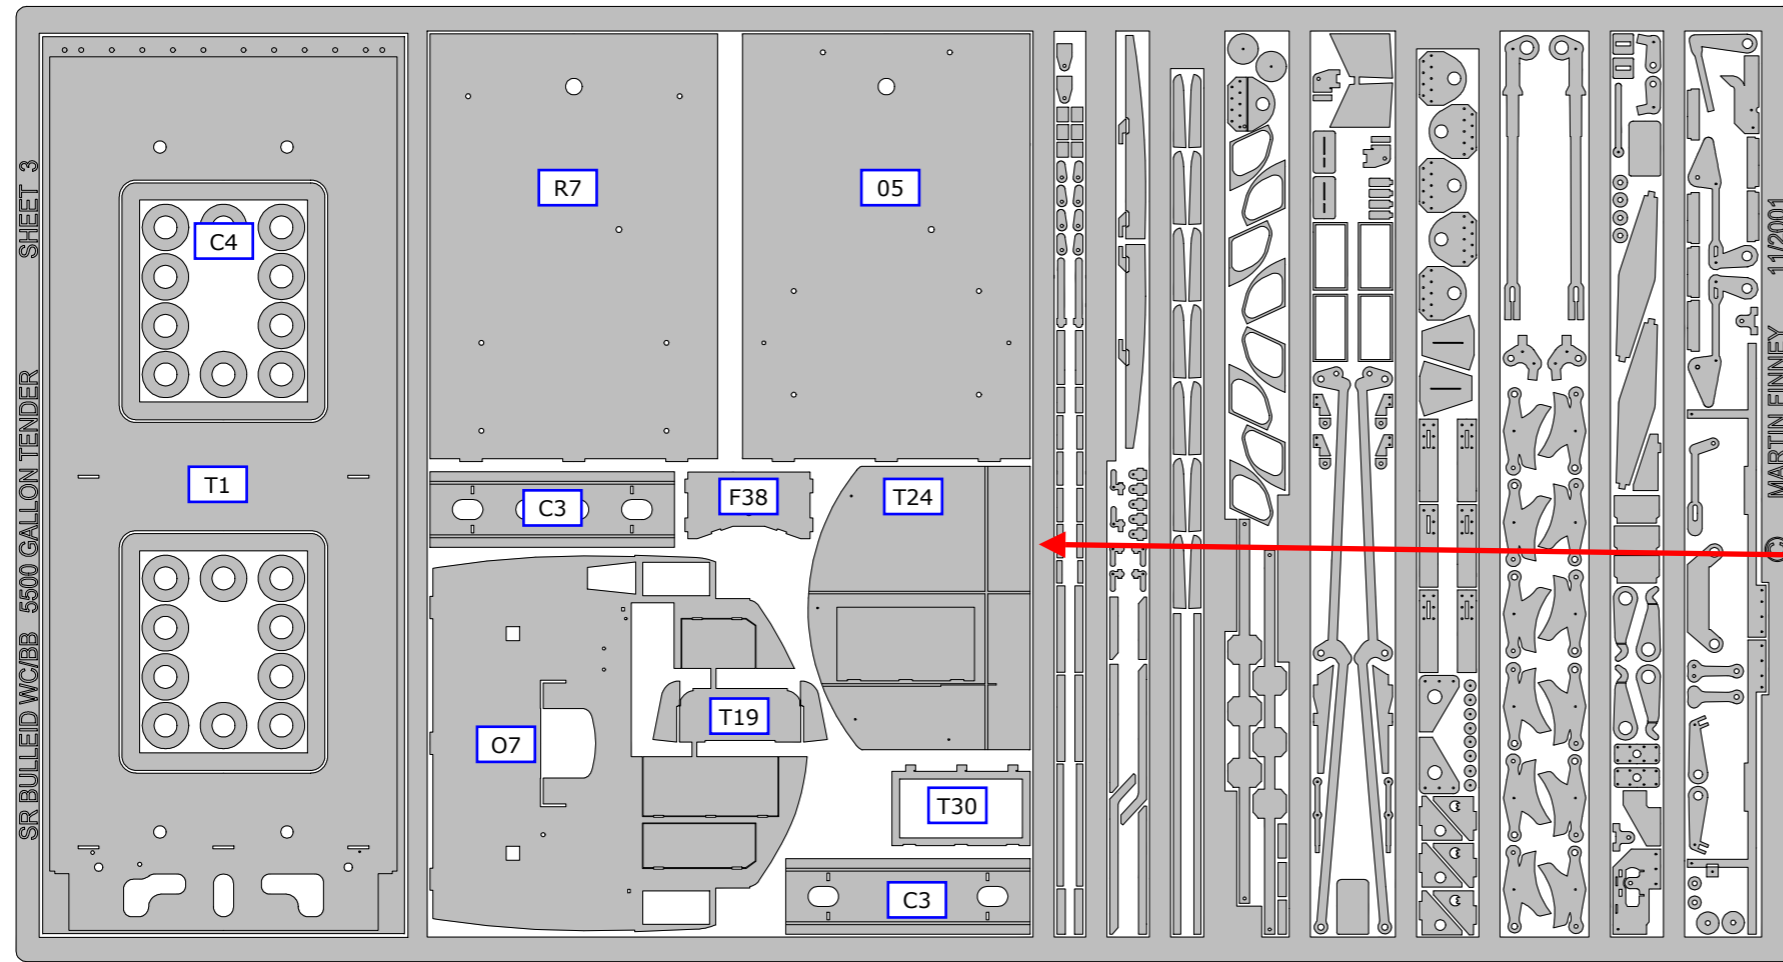 SR BULLEID WC/BB 5500 GALLON TENDER SHEET 3
C4
T1
R7
05
C3
F38
T24
O7
T19
T30
C3
© MARTIN FINNEY 11/2001